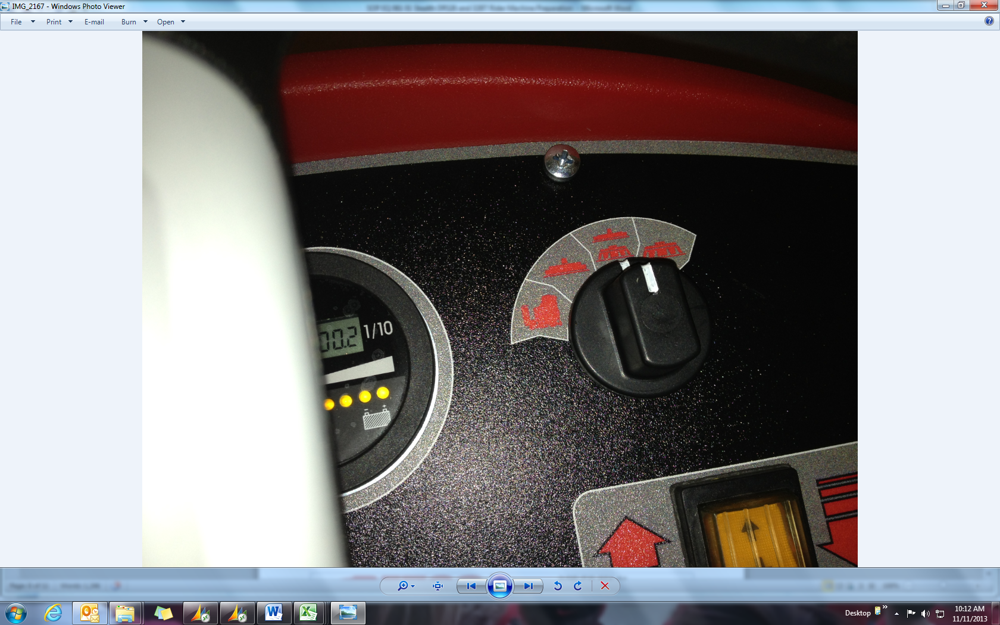 IMG_2167 - Windows Photo Viewer
File Print E-mail Burn Open
00.2 1/10
- +
Desktop
10:12 AM
11/11/2013